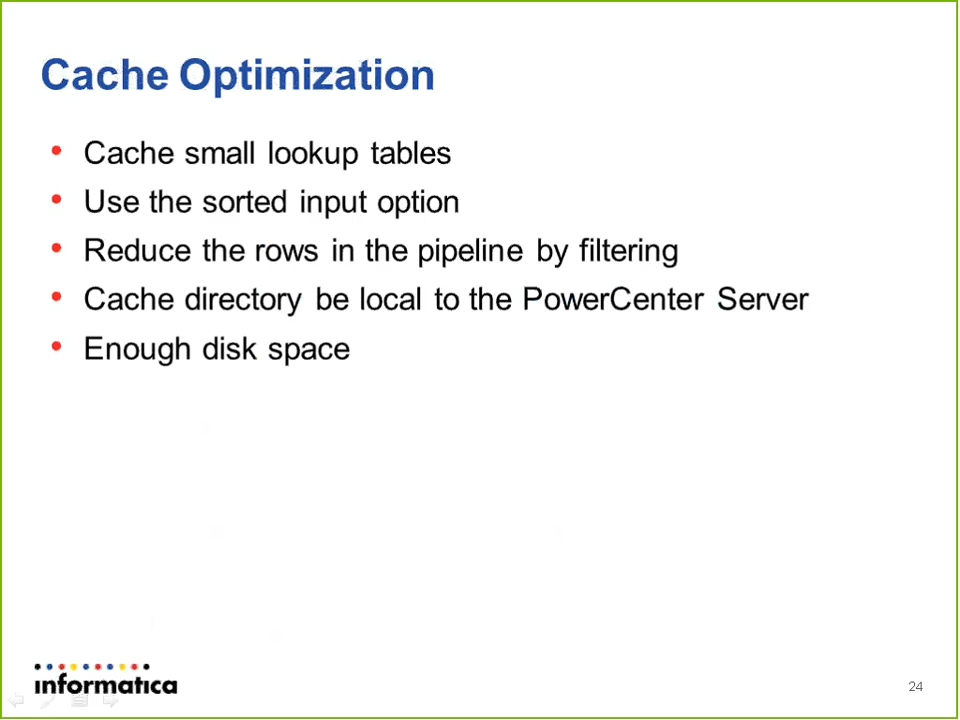 Cache Optimization
• Cache small lookup tables
• Use the sorted input option
• Reduce the rows in the pipeline by filtering
• Cache directory be local to the PowerCenter Server
• Enough disk space
informatica
24